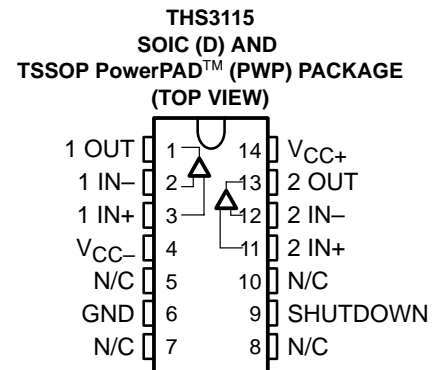 THS3115
SOIC (D) AND
TSSOP PowerPAD™ (PWP) PACKAGE
(TOP VIEW)
1 OUT 1 14 VCC+
1 IN− 2 13 2 OUT
1 IN+ 3 12 2 IN−
VCC− 4 11 2 IN+
N/C 5 10 N/C
GND 6 9 SHUTDOWN
N/C 7 8 N/C